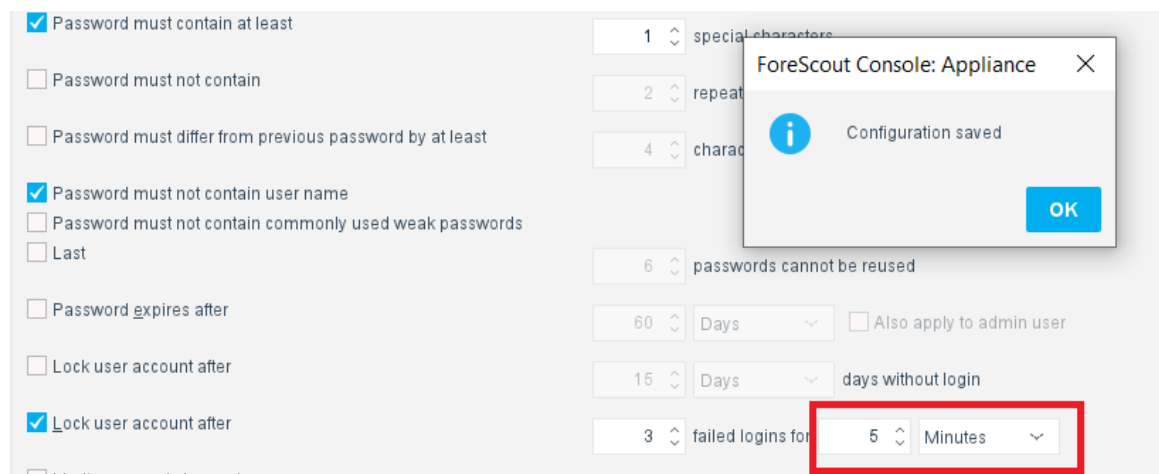 Password must contain at least
1 special characters
ForeScout Console: Appliance
Password must not contain
2 repeat
Configuration saved
Password must differ from previous password by at least
4 charac
OK
Password must not contain user name
Password must not contain commonly used weak passwords
Last
6 passwords cannot be reused
Password expires after
60 Days Also apply to admin user
Lock user account after
15 Days days without login
Lock user account after
3 failed logins for 5 Minutes